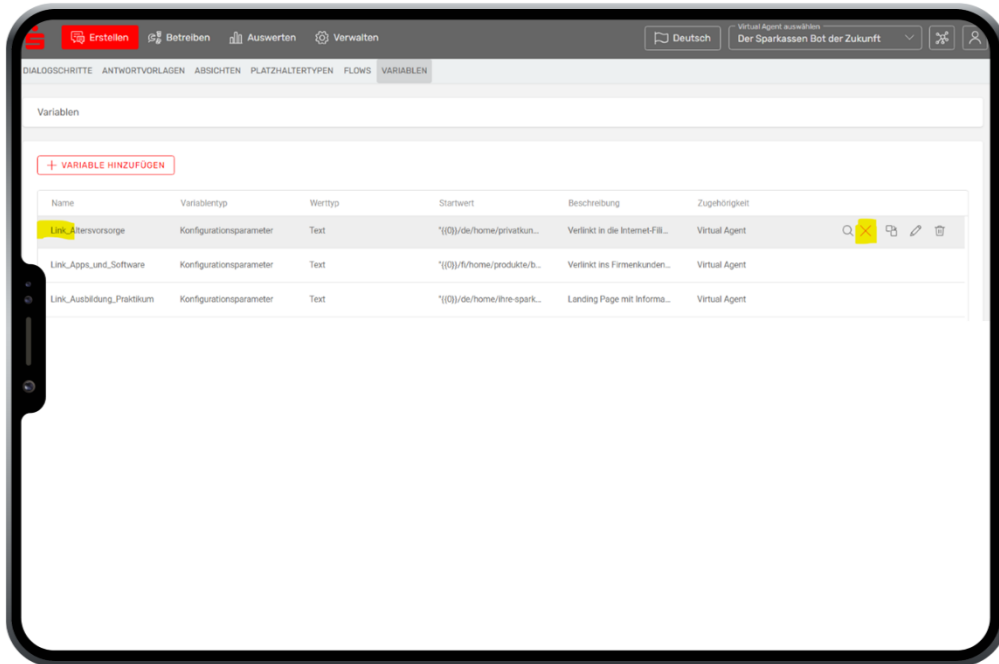 Erstellen Betreiben Auswerten Verwalten Deutsch Virtual Agent auswählen Der Sparkassen Bot der Zukunft
DIALOGSCHRITTE ANTWORTVORLAGEN ABSICHTEN PLATZHALTERTYPEN FLOWS VARIABLEN
Variablen
+ VARIABLE HINZUFÜGEN
Name Variablentyp Werttyp Startwert Beschreibung Zugehörigkeit
Link_Altersvorsorge Konfigurationsparameter Text "{{0}}/de/home/privatkun... Verlinkt in die Internet-Fili... Virtual Agent
Link_Apps_und_Software Konfigurationsparameter Text "{{0}}/fi/home/produkte/b... Verlinkt ins Firmenkunden... Virtual Agent
Link_Ausbildung_Praktikum Konfigurationsparameter Text "{{0}}/de/home/ihre-spark... Landing Page mit Informa... Virtual Agent